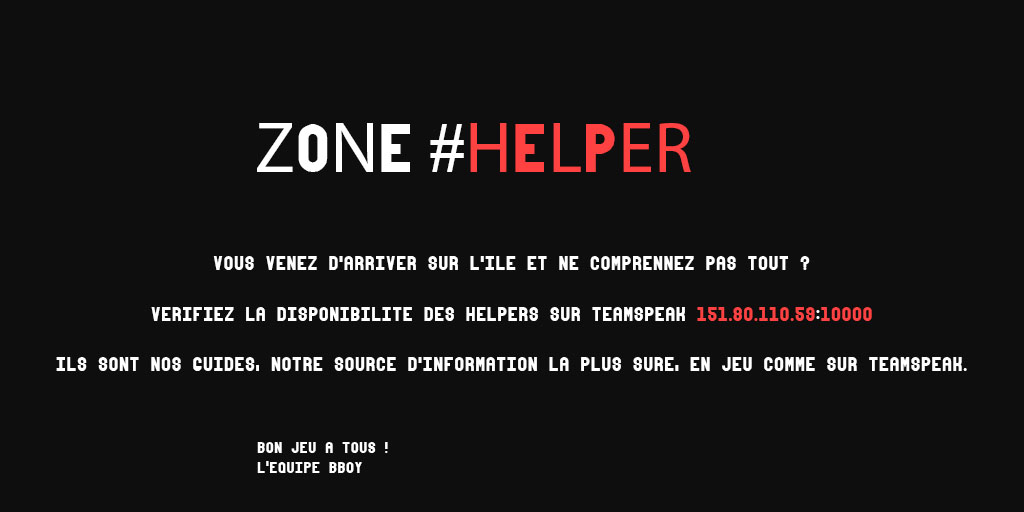 ZONE #HELPER
VOUS VENEZ D'ARRIVER SUR L'ILE ET NE COMPRENNEZ PAS TOUT ?
VERIFIEZ LA DISPONIBILITE DES HELPERS SUR TEAMSPEAK 151.80.110.59:10000
ILS SONT NOS GUIDES, NOTRE SOURCE D'INFORMATION LA PLUS SURE, EN JEU COMME SUR TEAMSPEAK.
BON JEU A TOUS !
L'EQUIPE BBOY